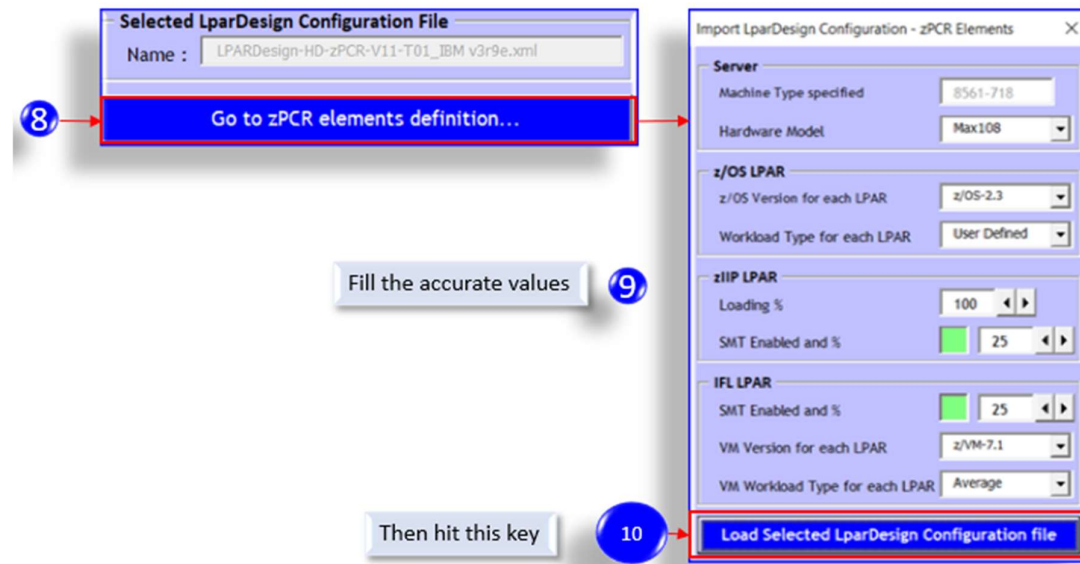 Selected LparDesign Configuration File
Name : LPARDesign-HD-zPCR-V11-T01_IBM v3r9e.xml
8
Go to zPCR elements definition...
Fill the accurate values
9
Then hit this key
10
Import LparDesign Configuration - zPCR Elements
Server
Machine Type specified 8561-718
Hardware Model Max108
z/OS LPAR
z/OS Version for each LPAR z/OS-2.3
Workload Type for each LPAR User Defined
zIIP LPAR
Loading % 100
SMT Enabled and % 25
IFL LPAR
SMT Enabled and % 25
VM Version for each LPAR z/VM-7.1
VM Workload Type for each LPAR Average
Load Selected LparDesign Configuration file